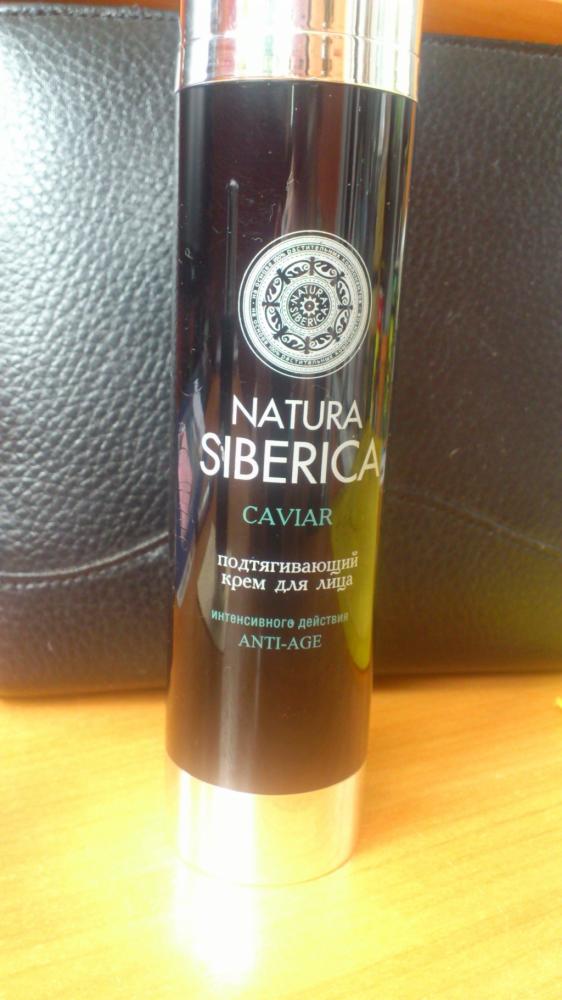 NATURA
SIBERICA
NATURA
SIBERICA
CAVIAR
подтягивающий
крем для лица
интенсивного действия
ANTI-AGE